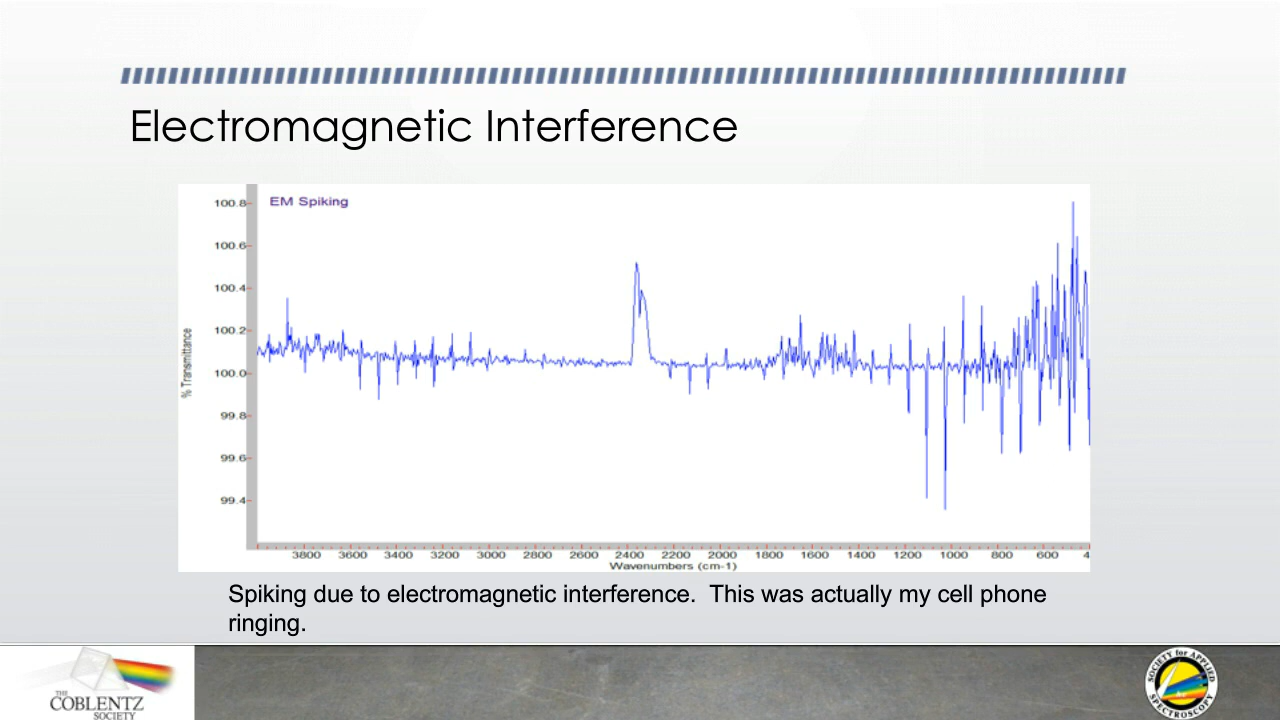 Electromagnetic Interference
EM Spiking
100.8
100.6
100.4
100.2
100.0
99.8
99.6
99.4
% Transmittance
3800 3600 3400 3200 3000 2800 2600 2400 2200 2000 1800 1600 1400 1200 1000 800 600 4
Wavenumbers (cm-1)
Spiking due to electromagnetic interference.  This was actually my cell phone
ringing.
THE
COBLENTZ
SOCIETY
SOCIETY for APPLIED
SPECTROSCOPY